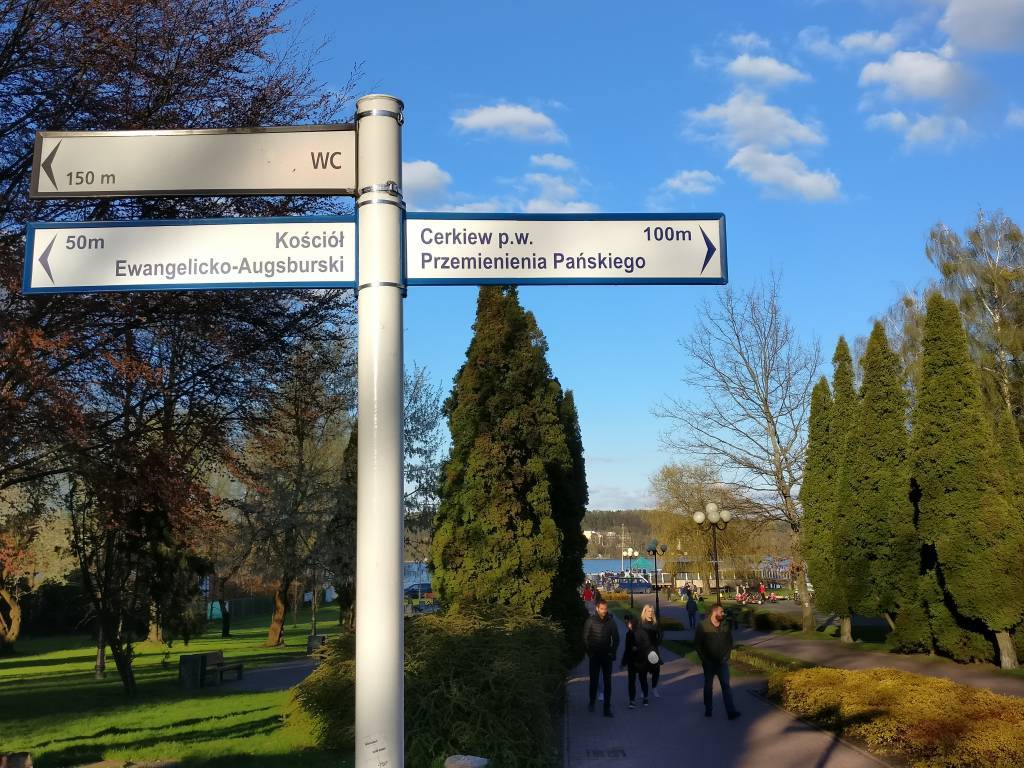 WC
150 m
50m Kościół
Ewangelicko-Augsburski
Cerkiew p.w. 100m
Przemienienia Pańskiego